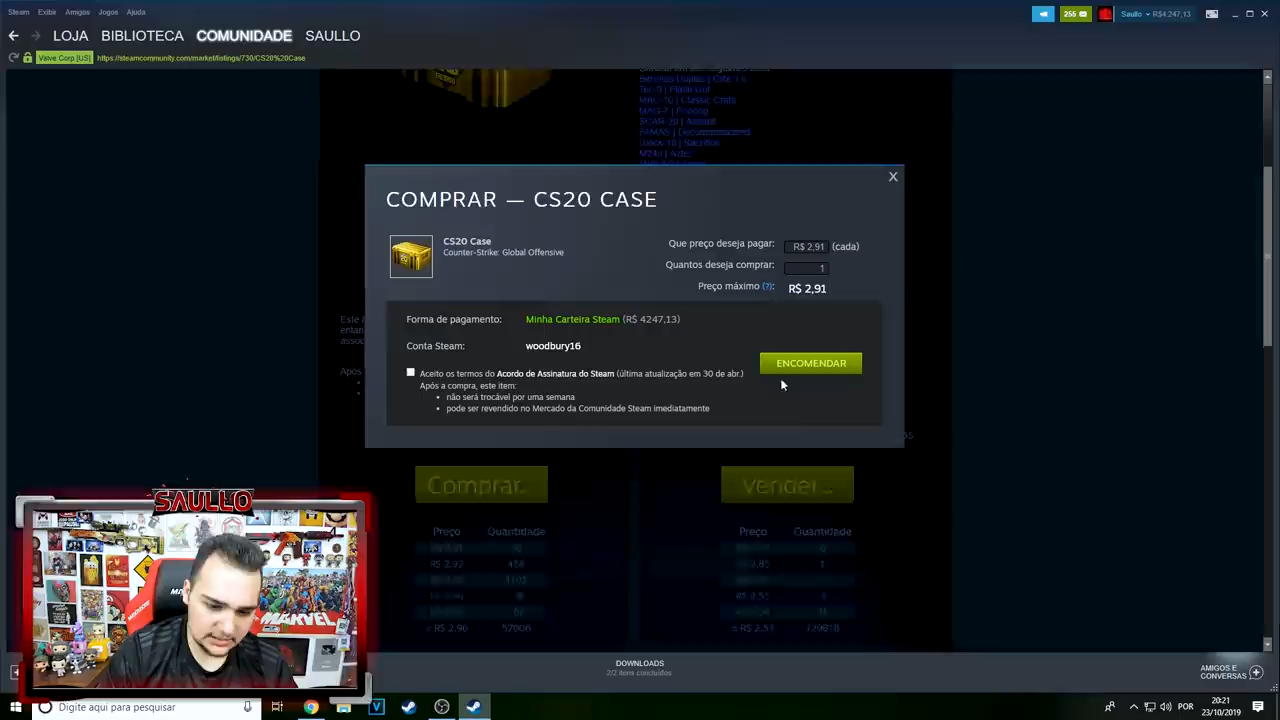 Steam Exibir Amigos Jogos Ajuda
255 Saullo R$4.247,13
LOJA BIBLIOTECA COMUNIDADE SAULLO
Valve Corp [US] https://steamcommunity.com/market/listings/730/CS20%20Case
COMPRAR — CS20 CASE
X
CS20 Case
Counter-Strike: Global Offensive
Que preço deseja pagar: R$ 2,91 (cada)
Quantos deseja comprar: 1
Preço máximo (?): R$ 2,91
Forma de pagamento: Minha Carteira Steam (R$ 4247,13)
Conta Steam: woodbury16
ENCOMENDAR
Aceito os termos do Acordo de Assinatura do Steam (última atualização em 30 de abr.)
Após a compra, este item:
• não será trocável por uma semana
• pode ser revendido no Mercado da Comunidade Steam imediatamente
Este
Após
Comprar... Vender...
Preço Quantidade Preço Quantidade
SAULLO
MARVEL
DOWNLOADS
2/2 itens concluídos
AMIGOS E
CONVERSAS
Digite aqui para pesquisar
POR
20:21
23/10/2019